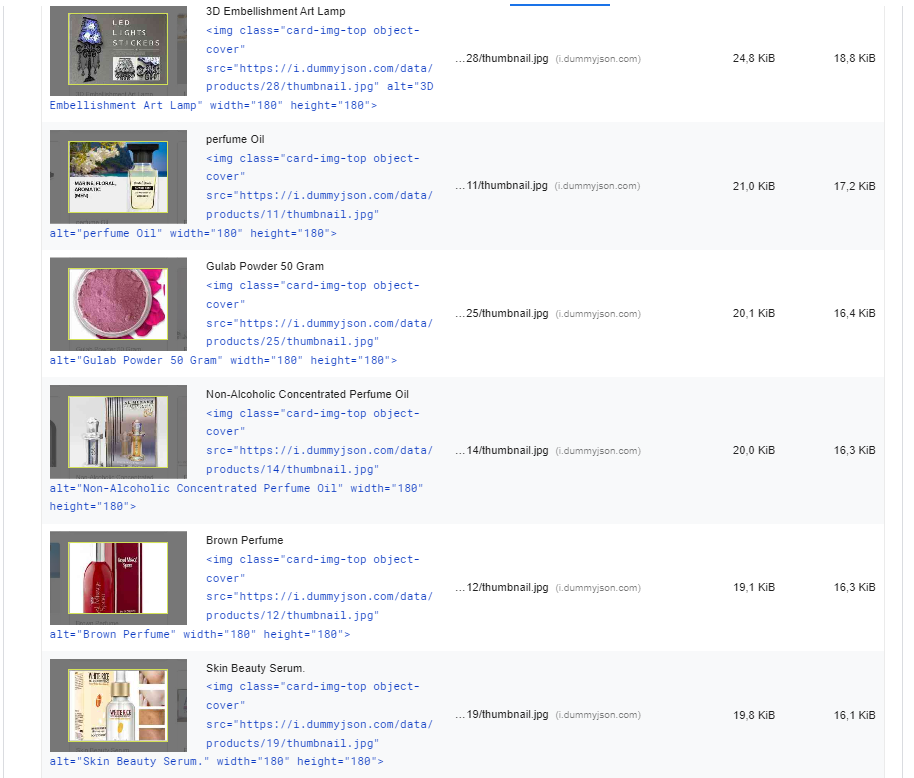 LED
LIGHTS
STICKERS
3D Embellishment Art Lamp
<img class="card-img-top object-
cover"
src="https://i.dummyjson.com/data/
products/28/thumbnail.jpg" alt="3D
Embellishment Art Lamp" width="180" height="180">
…28/thumbnail.jpg (i.dummyjson.com)
24,8 KiB
18,8 KiB
MARINE, FLORAL,
AROMATIC
(MEN)
perfume Oil
<img class="card-img-top object-
cover"
src="https://i.dummyjson.com/data/
products/11/thumbnail.jpg"
alt="perfume Oil" width="180" height="180">
…11/thumbnail.jpg (i.dummyjson.com)
21,0 KiB
17,2 KiB
Gulab Powder 50 Gram
<img class="card-img-top object-
cover"
src="https://i.dummyjson.com/data/
products/25/thumbnail.jpg"
alt="Gulab Powder 50 Gram" width="180" height="180">
…25/thumbnail.jpg (i.dummyjson.com)
20,1 KiB
16,4 KiB
Non-Alcoholic Concentrated Perfume Oil
<img class="card-img-top object-
cover"
src="https://i.dummyjson.com/data/
products/14/thumbnail.jpg"
alt="Non-Alcoholic Concentrated Perfume Oil" width="180"
height="180">
…14/thumbnail.jpg (i.dummyjson.com)
20,0 KiB
16,3 KiB
Brown Perfume
<img class="card-img-top object-
cover"
src="https://i.dummyjson.com/data/
products/12/thumbnail.jpg"
alt="Brown Perfume" width="180" height="180">
…12/thumbnail.jpg (i.dummyjson.com)
19,1 KiB
16,3 KiB
WHITE RICE
WHITE RICE
Skin Beauty Serum.
<img class="card-img-top object-
cover"
src="https://i.dummyjson.com/data/
products/19/thumbnail.jpg"
alt="Skin Beauty Serum." width="180" height="180">
…19/thumbnail.jpg (i.dummyjson.com)
19,8 KiB
16,1 KiB